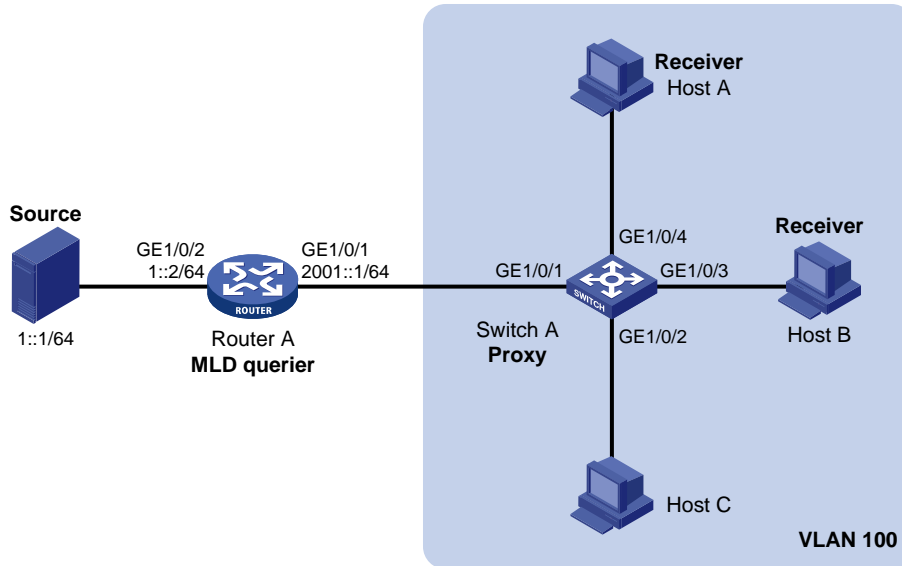 Receiver
Host A
Source
GE1/0/2
1::2/64
GE1/0/1
2001::1/64
ROUTER
1::1/64
Router A
MLD querier
GE1/0/4
GE1/0/1
GE1/0/3
SWITCH
Switch A
Proxy
GE1/0/2
Receiver
Host B
Host C
VLAN 100